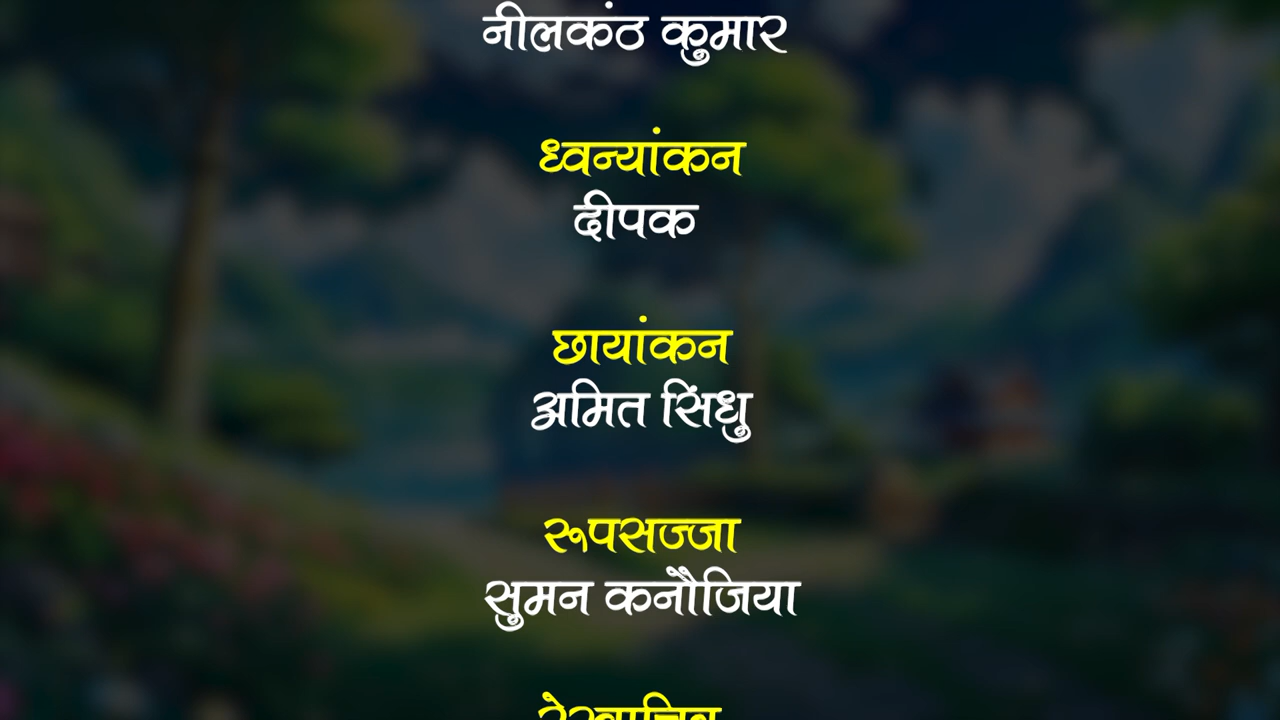 नीलकंठ कुमार
ध्वन्यांकन
दीपक
छायांकन
अमित सिंधु
रूपसज्जा
सुमन कनौजिया
रेखाचित्र